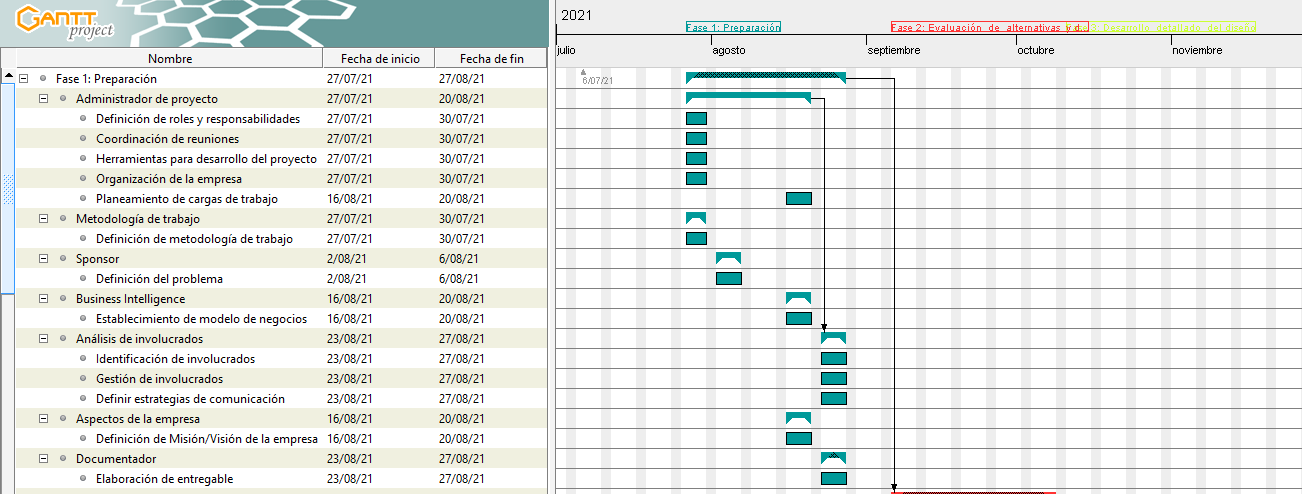 GANTT project
2021
Fase 1: Preparación Fase 2: Evaluación de alternativas y d.. Fase 3: Desarrollo detallado del diseño
julio agosto septiembre octubre noviembre
Nombre Fecha de inicio Fecha de fin
Fase 1: Preparación 27/07/21 27/08/21
6/07/21
Administrador de proyecto 27/07/21 20/08/21
Definición de roles y responsabilidades 27/07/21 30/07/21
Coordinación de reuniones 27/07/21 30/07/21
Herramientas para desarrollo del proyecto 27/07/21 30/07/21
Organización de la empresa 27/07/21 30/07/21
Planeamiento de cargas de trabajo 16/08/21 20/08/21
Metodología de trabajo 27/07/21 30/07/21
Definición de metodología de trabajo 27/07/21 30/07/21
Sponsor 2/08/21 6/08/21
Definición del problema 2/08/21 6/08/21
Business Intelligence 16/08/21 20/08/21
Establecimiento de modelo de negocios 16/08/21 20/08/21
Análisis de involucrados 23/08/21 27/08/21
Identificación de involucrados 23/08/21 27/08/21
Gestión de involucrados 23/08/21 27/08/21
Definir estrategias de comunicación 23/08/21 27/08/21
Aspectos de la empresa 16/08/21 20/08/21
Definición de Misión/Visión de la empresa 16/08/21 20/08/21
Documentador 23/08/21 27/08/21
Elaboración de entregable 23/08/21 27/08/21